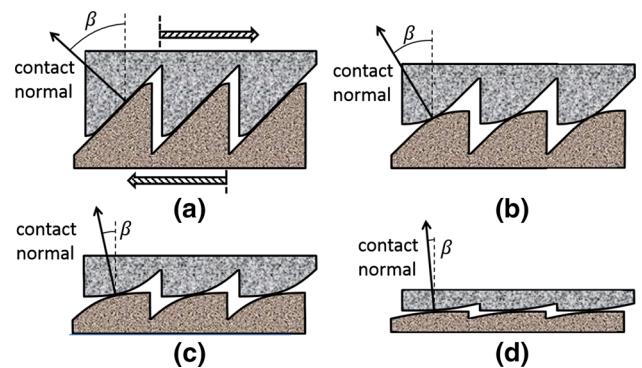 β
contact
normal
(a)
β
contact
normal
(b)
β
contact
normal
(c)
β
contact
normal
(d)